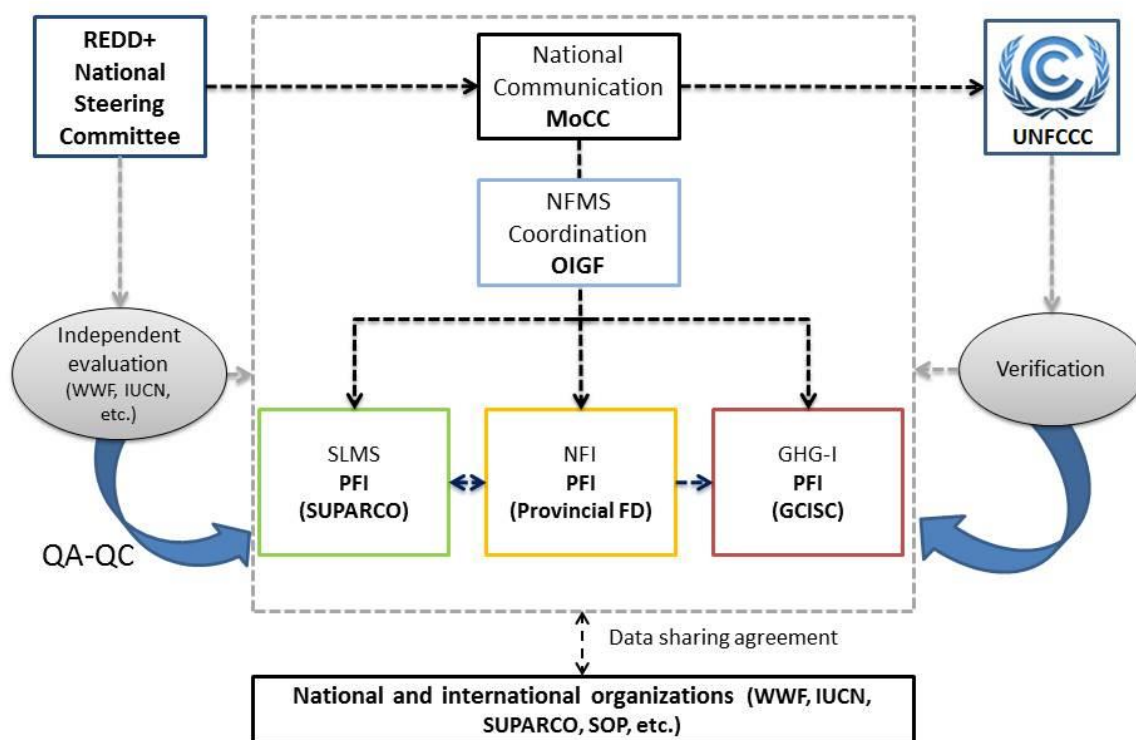 REDD+
National
Steering
Committee
National
Communication
MoCC
UNFCCC
NFMS
Coordination
OIGF
Independent
evaluation
(WWF, IUCN,
etc.)
Verification
SLMS
PFI
(SUPARCO)
NFI
PFI
(Provincial FD)
GHG-I
PFI
(GCISC)
QA-QC
Data sharing agreement
National and international organizations (WWF, IUCN,
SUPARCO, SOP, etc.)